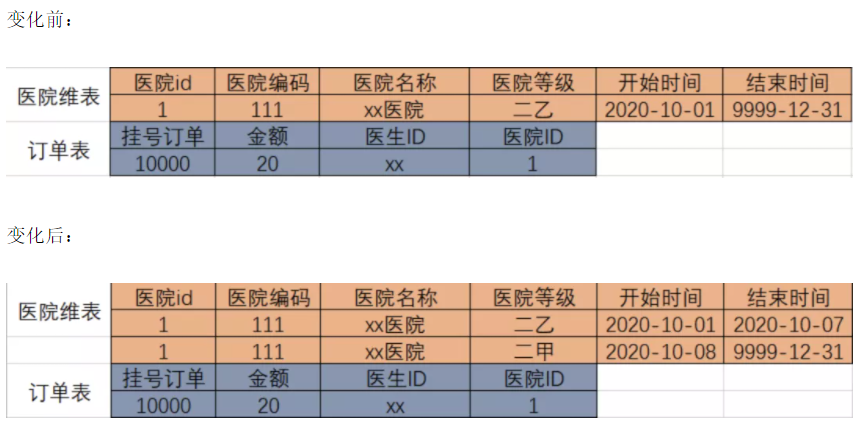 变化前：
医院维表 医院id 医院编码 医院名称 医院等级 开始时间 结束时间
1 111 xx医院 二乙 2020-10-01 9999-12-31
订单表 挂号订单 金额 医生ID 医院ID
10000 20 xx 1
变化后：
医院维表 医院id 医院编码 医院名称 医院等级 开始时间 结束时间
1 111 xx医院 二乙 2020-10-01 2020-10-07
1 111 xx医院 二甲 2020-10-08 9999-12-31
订单表 挂号订单 金额 医生ID 医院ID
10000 20 xx 1